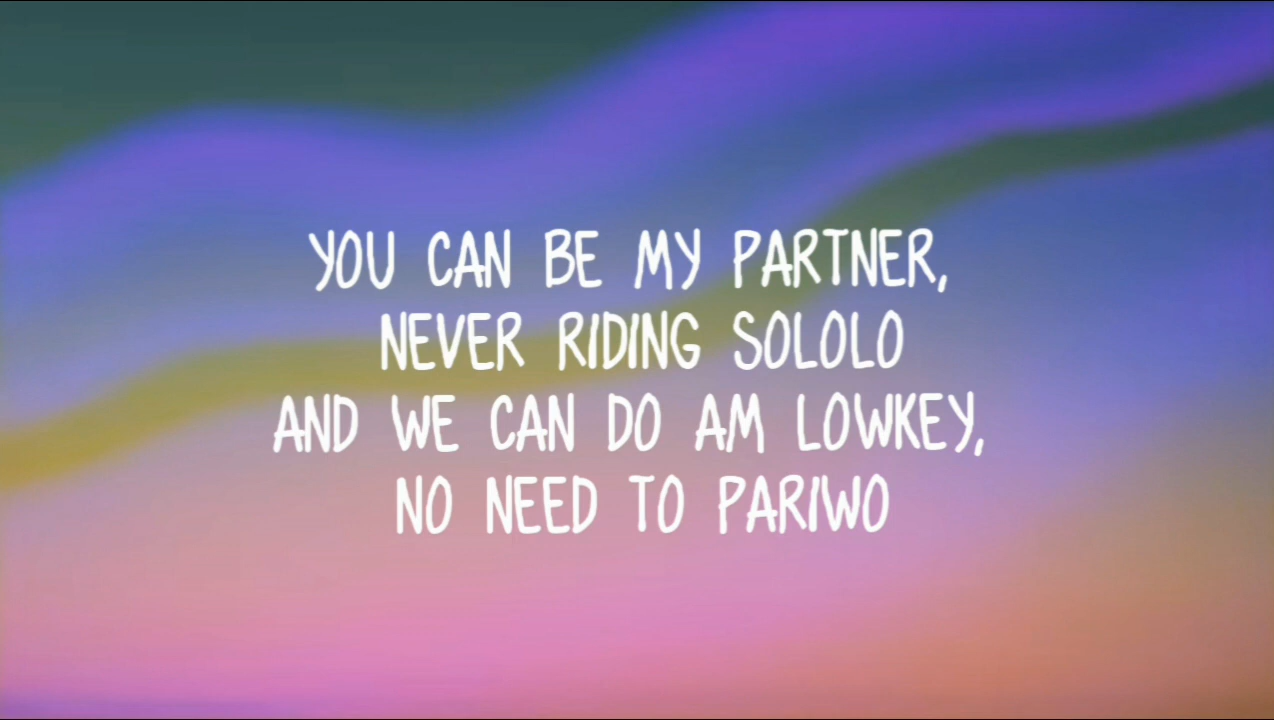 YOU CAN BE MY PARTNER,
NEVER RIDING SOLOLO
AND WE CAN DO AM LOWKEY,
NO NEED TO PARIWO